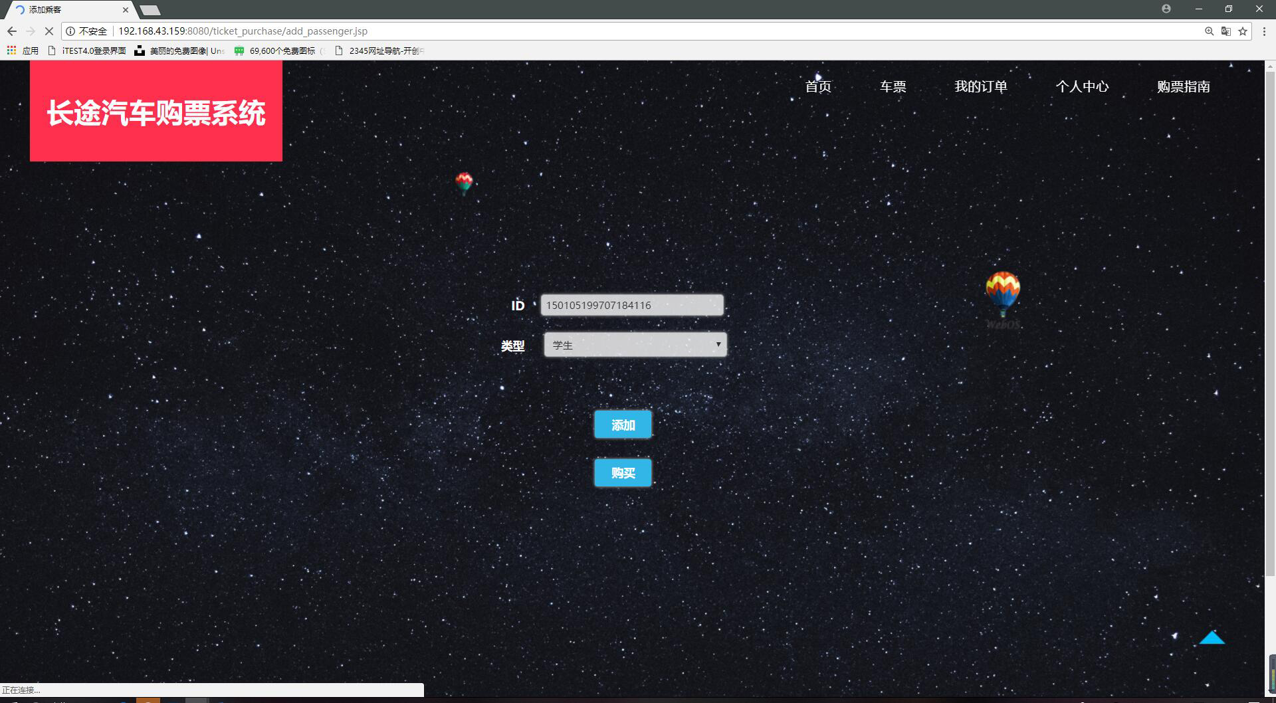 添加乘客
不安全 192.168.43.159:8080/ticket_purchase/add_passenger.jsp
应用 iTEST4.0登录界面 美丽的免费图像| Uns 69,600个免费图标 ( 2345网址导航-开创
长途汽车购票系统
首页 车票 我的订单 个人中心 购票指南
ID 150105199707184116
类型 学生
添加
购买
正在连接...